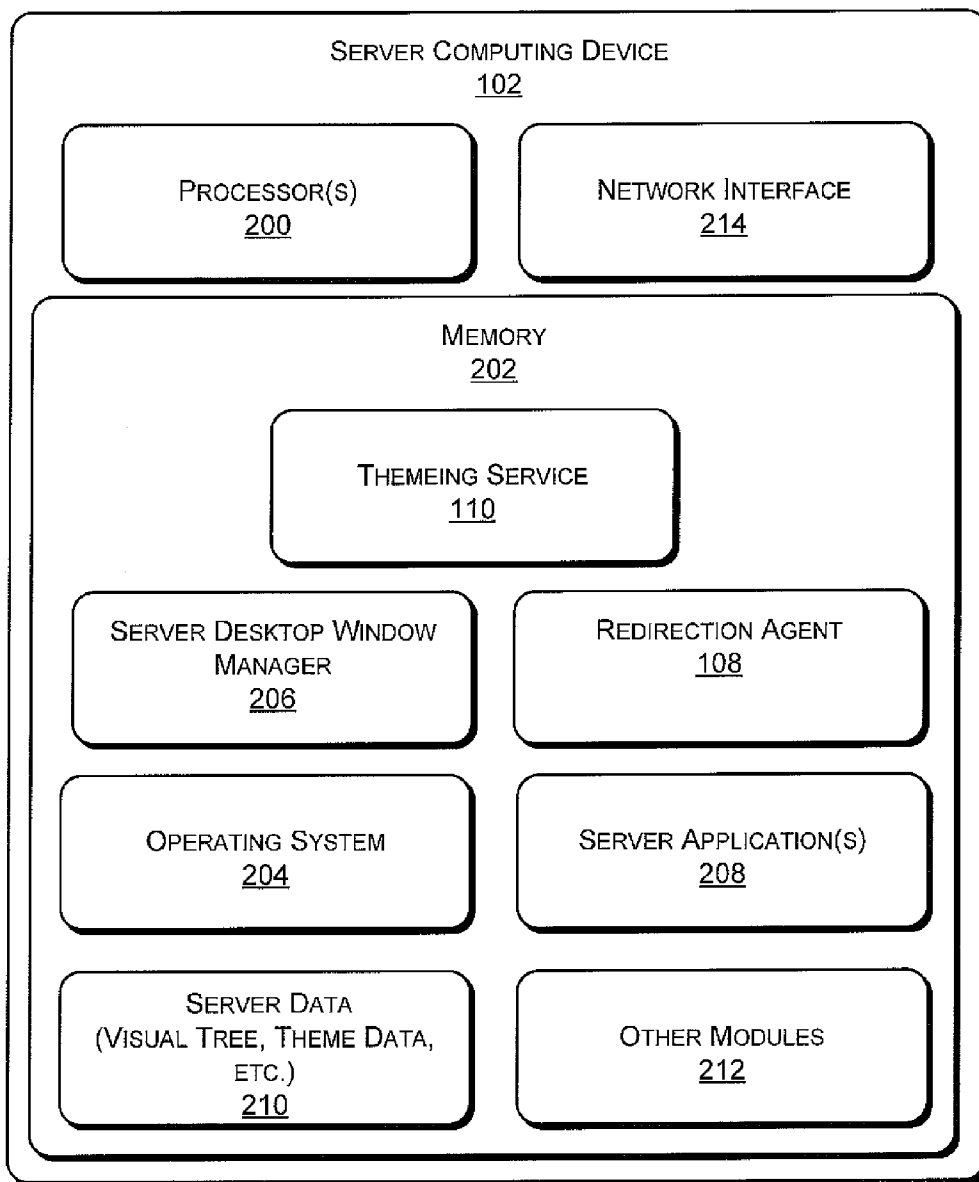 SERVER COMPUTING DEVICE
102
PROCESSOR(S)
200
NETWORK INTERFACE
214
MEMORY
202
THEMEING SERVICE
110
SERVER DESKTOP WINDOW
MANAGER
206
REDIRECTION AGENT
108
OPERATING SYSTEM
204
SERVER APPLICATION(S)
208
SERVER DATA
(VISUAL TREE, THEME DATA,
ETC.)
210
OTHER MODULES
212